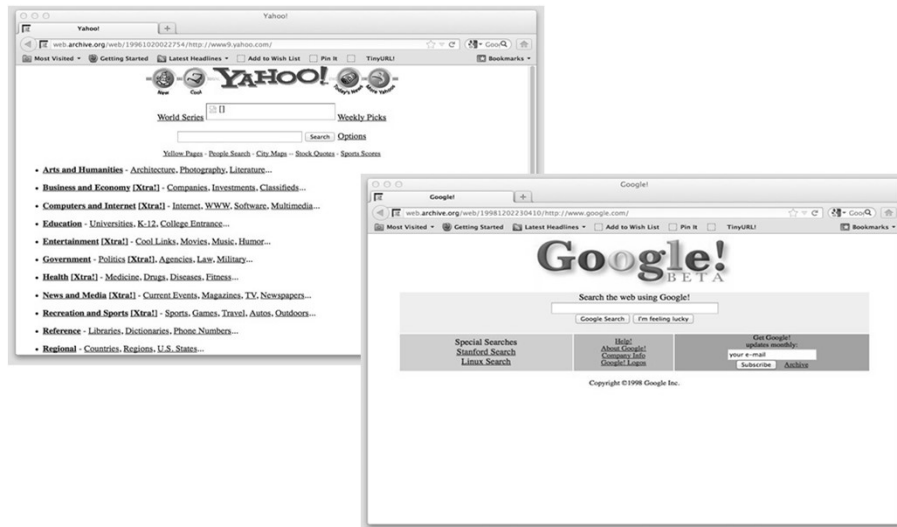 Yahoo!
Yahoo!
web.archive.org/web/19961020022754/http://www9.yahoo.com/
Most Visited Getting Started Latest Headlines Add to Wish List Pin It TinyURL! Bookmarks
New Cool YAHOO! Today's News More Yahoos
World Series [] Weekly Picks
Search Options
Yellow Pages - People Search - City Maps -- Stock Quotes - Sports Scores
• Arts and Humanities - Architecture, Photography, Literature...
• Business and Economy [Xtra!] - Companies, Investments, Classifieds...
• Computers and Internet [Xtra!] - Internet, WWW, Software, Multimedia...
• Education - Universities, K-12, College Entrance...
• Entertainment [Xtra!] - Cool Links, Movies, Music, Humor...
• Government - Politics [Xtra!], Agencies, Law, Military...
• Health [Xtra!] - Medicine, Drugs, Diseases, Fitness...
• News and Media [Xtra!] - Current Events, Magazines, TV, Newspapers...
• Recreation and Sports [Xtra!] - Sports, Games, Travel, Autos, Outdoors...
• Reference - Libraries, Dictionaries, Phone Numbers...
• Regional - Countries, Regions, U.S. States...
Google!
Google!
web.archive.org/web/19981202230410/http://www.google.com/
Most Visited Getting Started Latest Headlines Add to Wish List Pin It TinyURL! Bookmarks
Google!
BETA
Search the web using Google!
Google Search I'm feeling lucky
Special Searches
Stanford Search
Linux Search
Help!
About Google!
Company Info
Google! Logos
Get Google!
updates monthly:
your e-mail
Subscribe Archive
Copyright ©1998 Google Inc.